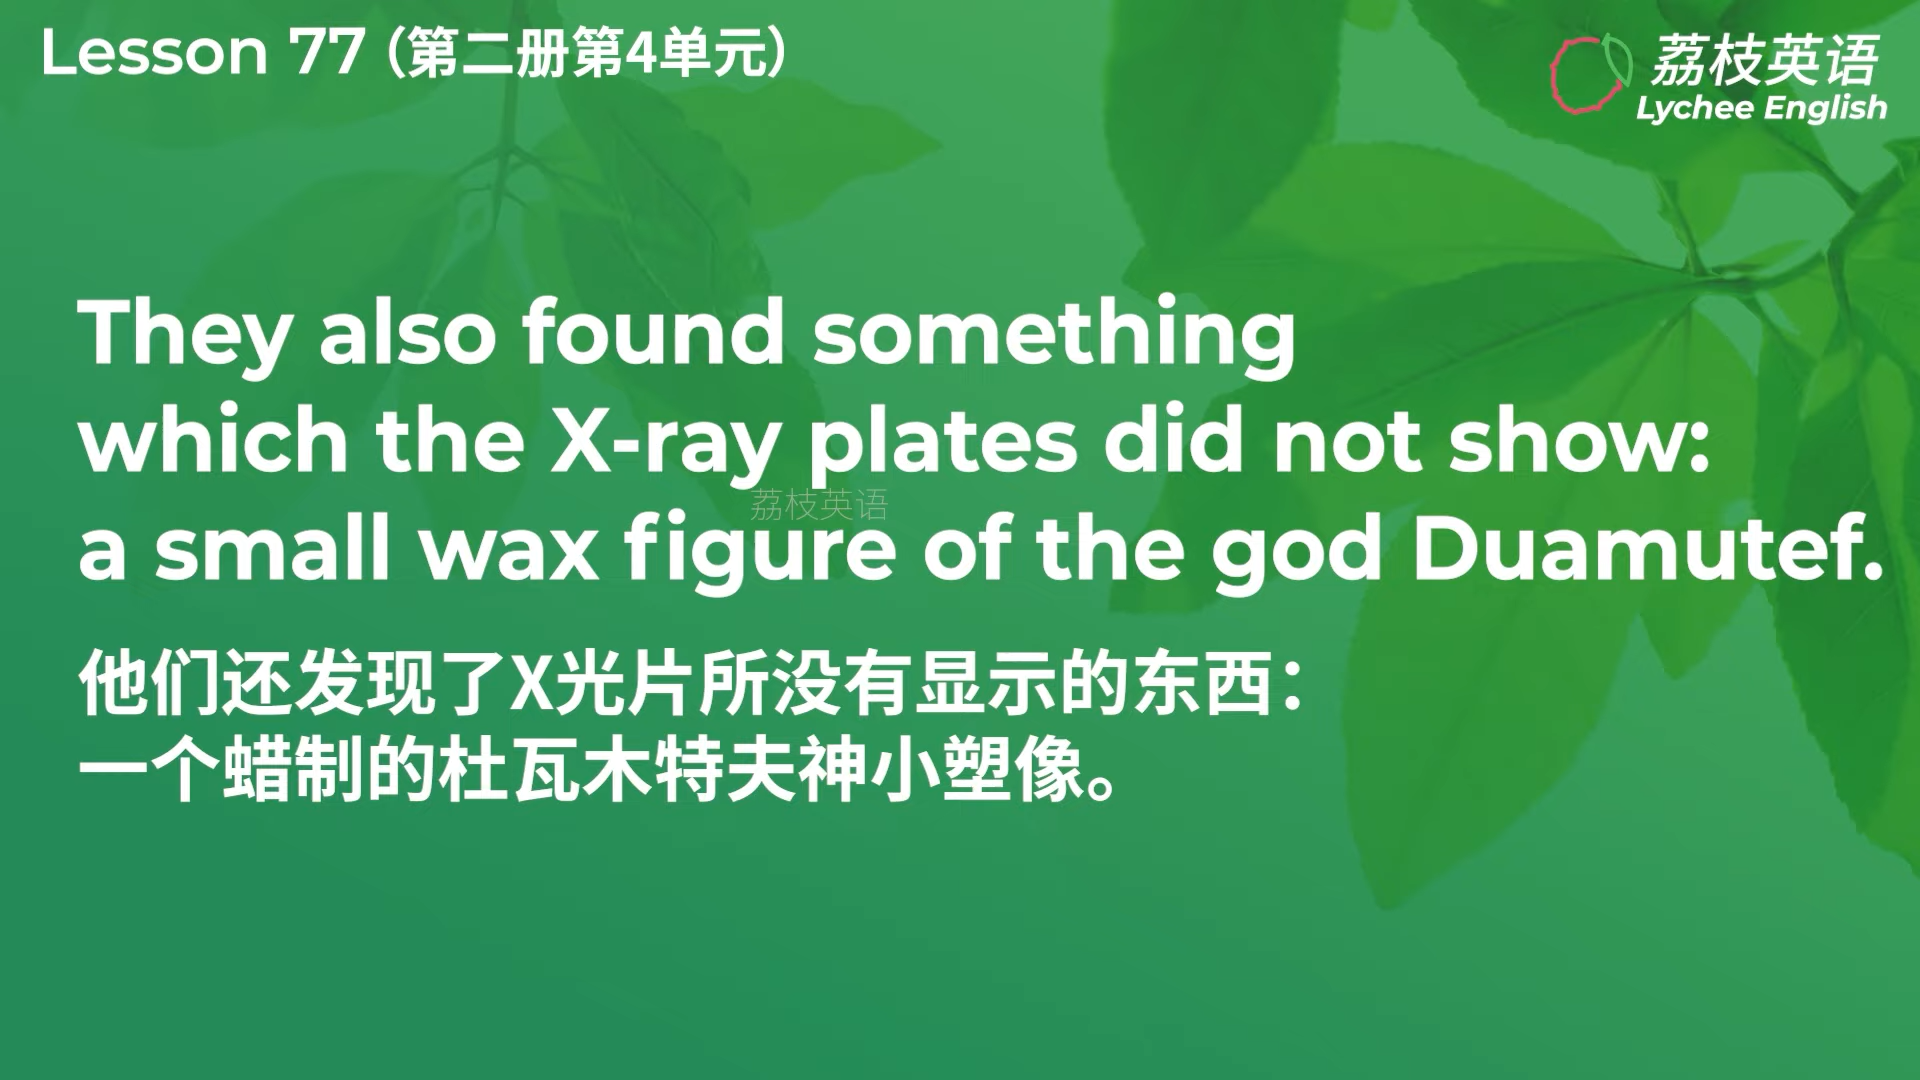 Lesson 77（第二册第4单元）
荔枝英语
Lychee English
They also found something
which the X-ray plates did not show:
荔枝英语
a small wax figure of the god Duamutef.
他们还发现了X光片所没有显示的东西：
一个蜡制的杜瓦木特夫神小塑像。